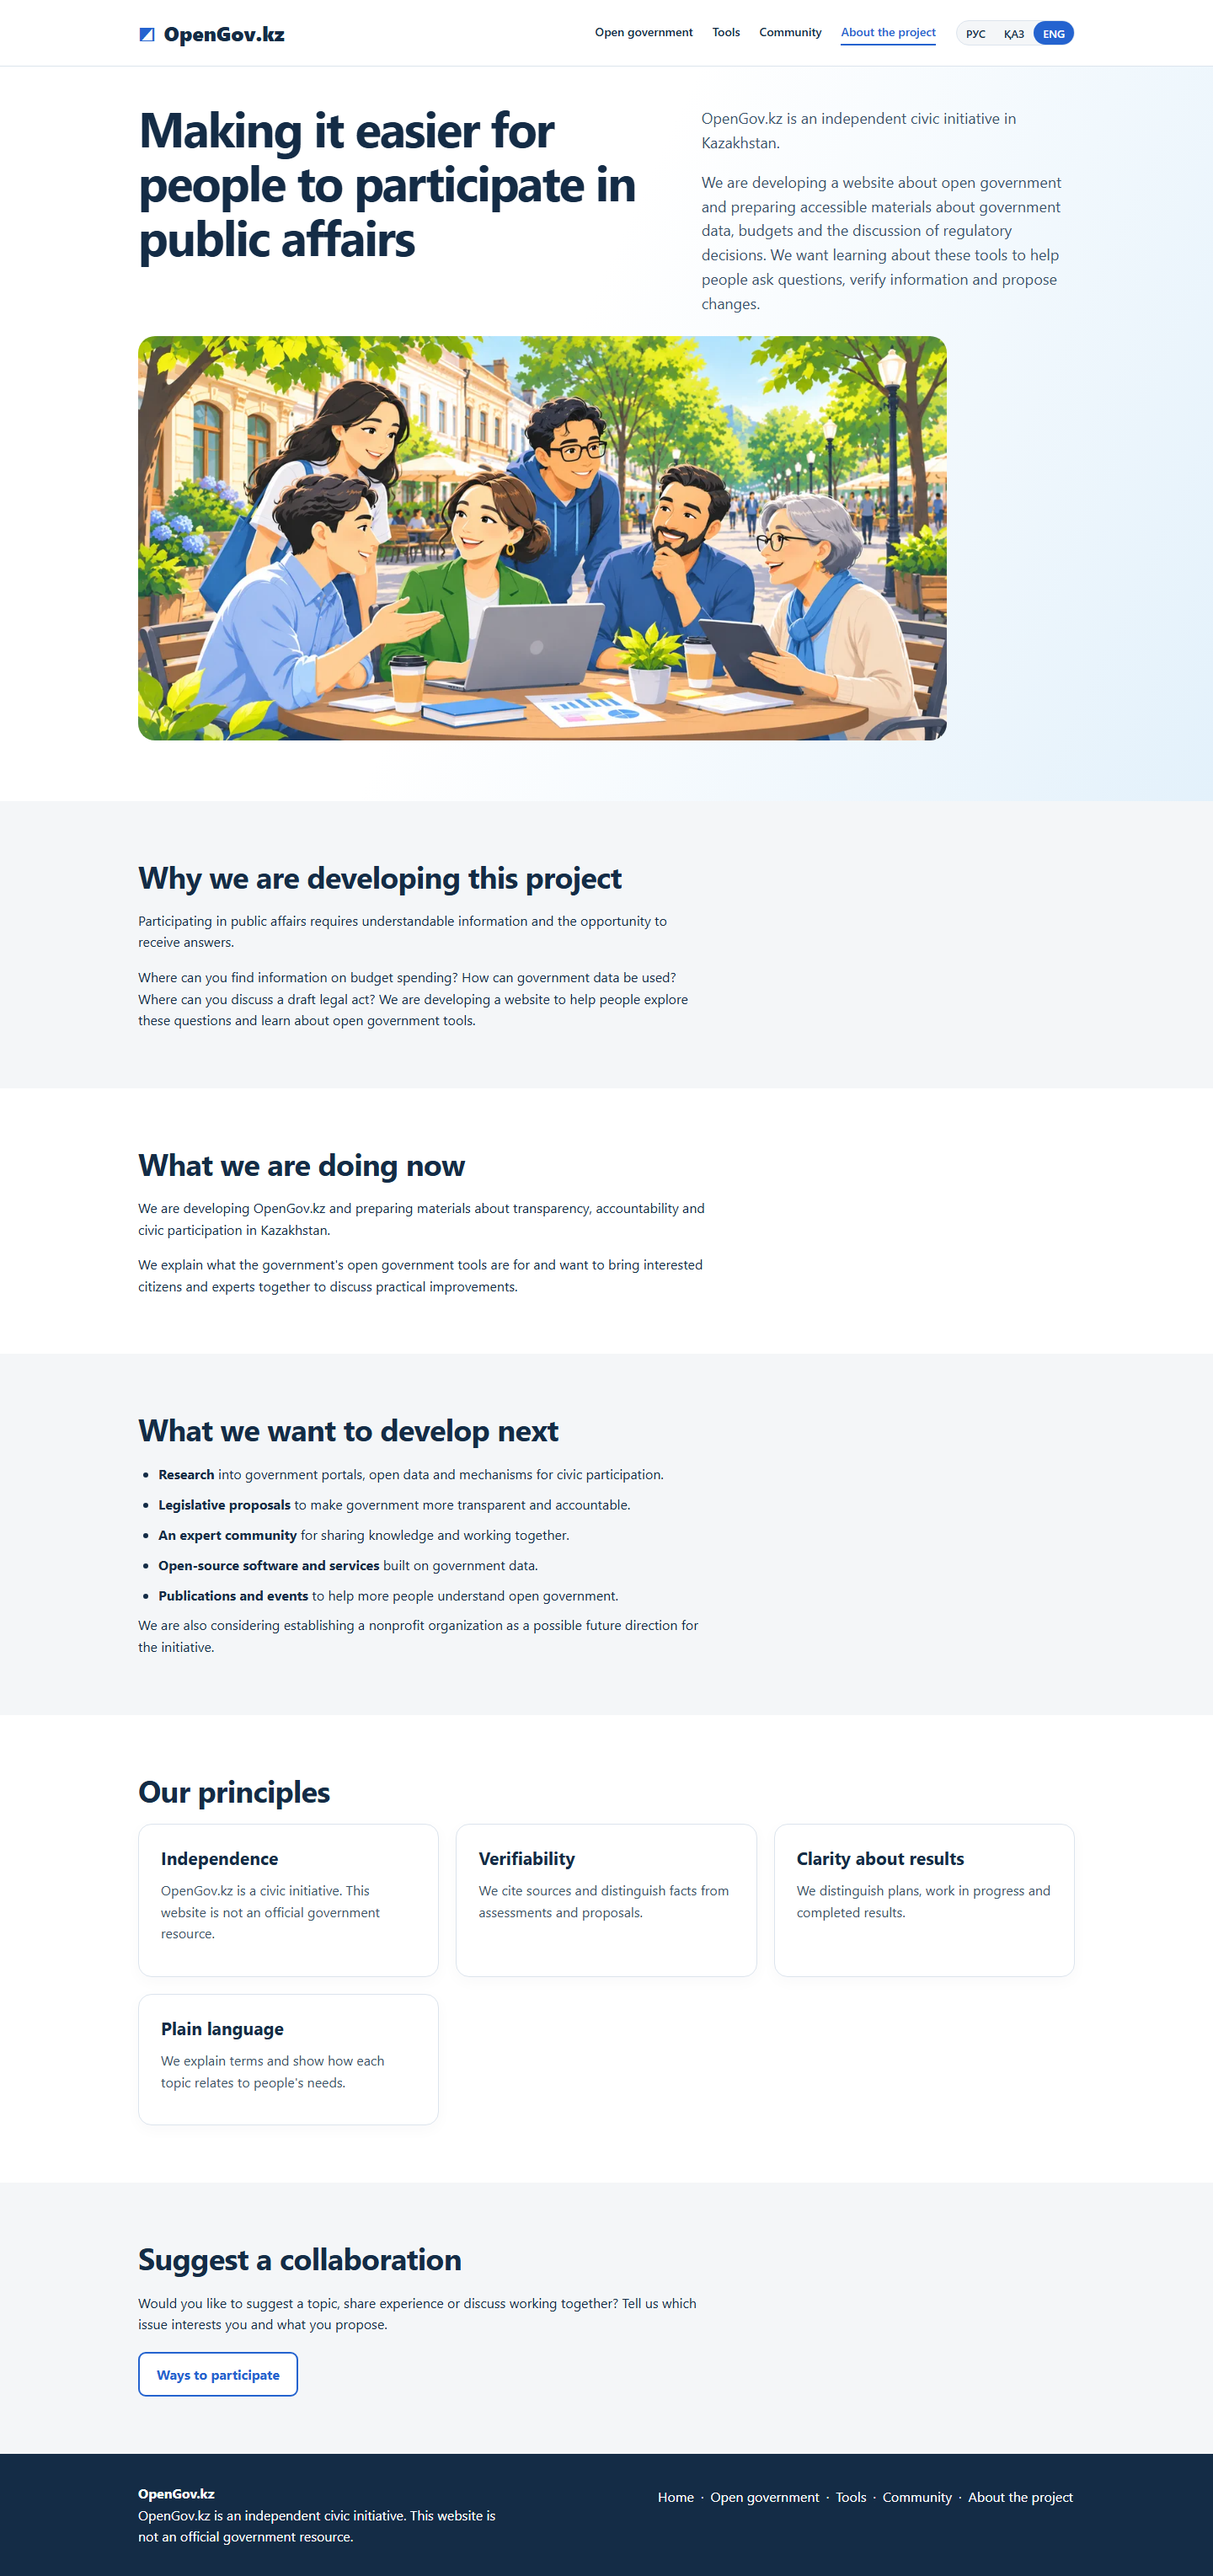 OpenGov.kz
Open government
Tools
Community
About the project
РУС
ҚАЗ
ENG
Making it easier for
people to participate in
public affairs
OpenGov.kz is an independent civic initiative in
Kazakhstan.
We are developing a website about open government
and preparing accessible materials about government
data, budgets and the discussion of regulatory
decisions. We want learning about these tools to help
people ask questions, verify information and propose
changes.
Why we are developing this project
Participating in public affairs requires understandable information and the opportunity to
receive answers.
Where can you find information on budget spending? How can government data be used?
Where can you discuss a draft legal act? We are developing a website to help people explore
these questions and learn about open government tools.
What we are doing now
We are developing OpenGov.kz and preparing materials about transparency, accountability and
civic participation in Kazakhstan.
We explain what the government's open government tools are for and want to bring interested
citizens and experts together to discuss practical improvements.
What we want to develop next
• Research into government portals, open data and mechanisms for civic participation.
• Legislative proposals to make government more transparent and accountable.
• An expert community for sharing knowledge and working together.
• Open-source software and services built on government data.
• Publications and events to help more people understand open government.
We are also considering establishing a nonprofit organization as a possible future direction for
the initiative.
Our principles
Independence
OpenGov.kz is a civic initiative. This
website is not an official government
resource.
Verifiability
We cite sources and distinguish facts from
assessments and proposals.
Clarity about results
We distinguish plans, work in progress and
completed results.
Plain language
We explain terms and show how each
topic relates to people's needs.
Suggest a collaboration
Would you like to suggest a topic, share experience or discuss working together? Tell us which
issue interests you and what you propose.
Ways to participate
OpenGov.kz
OpenGov.kz is an independent civic initiative. This website is
not an official government resource.
Home · Open government · Tools · Community · About the project